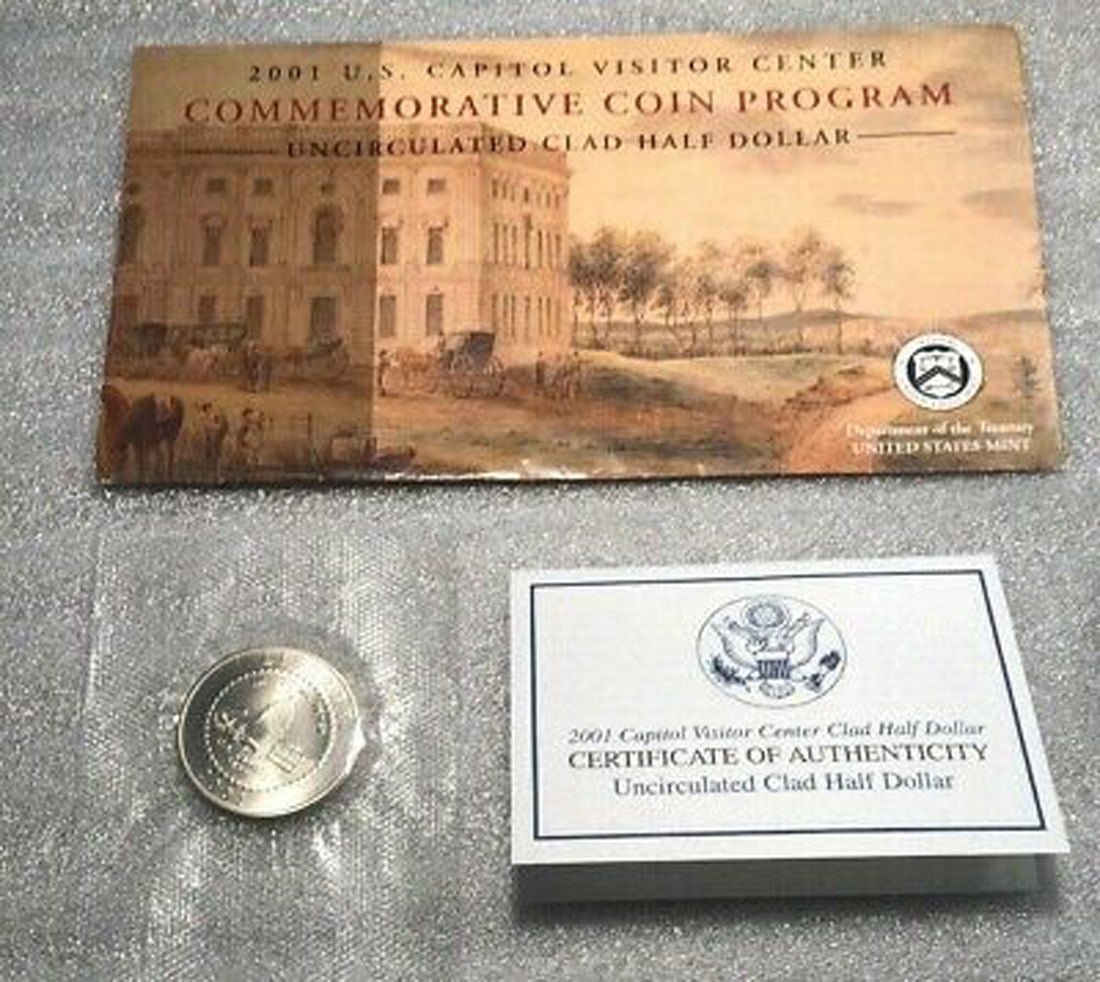 2001 U.S. CAPITOL VISITOR CENTER
COMMEMORATIVE COIN PROGRAM
UNCIRCULATED CLAD HALF DOLLAR
Department of the Treasury
UNITED STATES MINT
2001 Capitol Visitor Center Clad Half Dollar
CERTIFICATE OF AUTHENTICITY
Uncirculated Clad Half Dollar